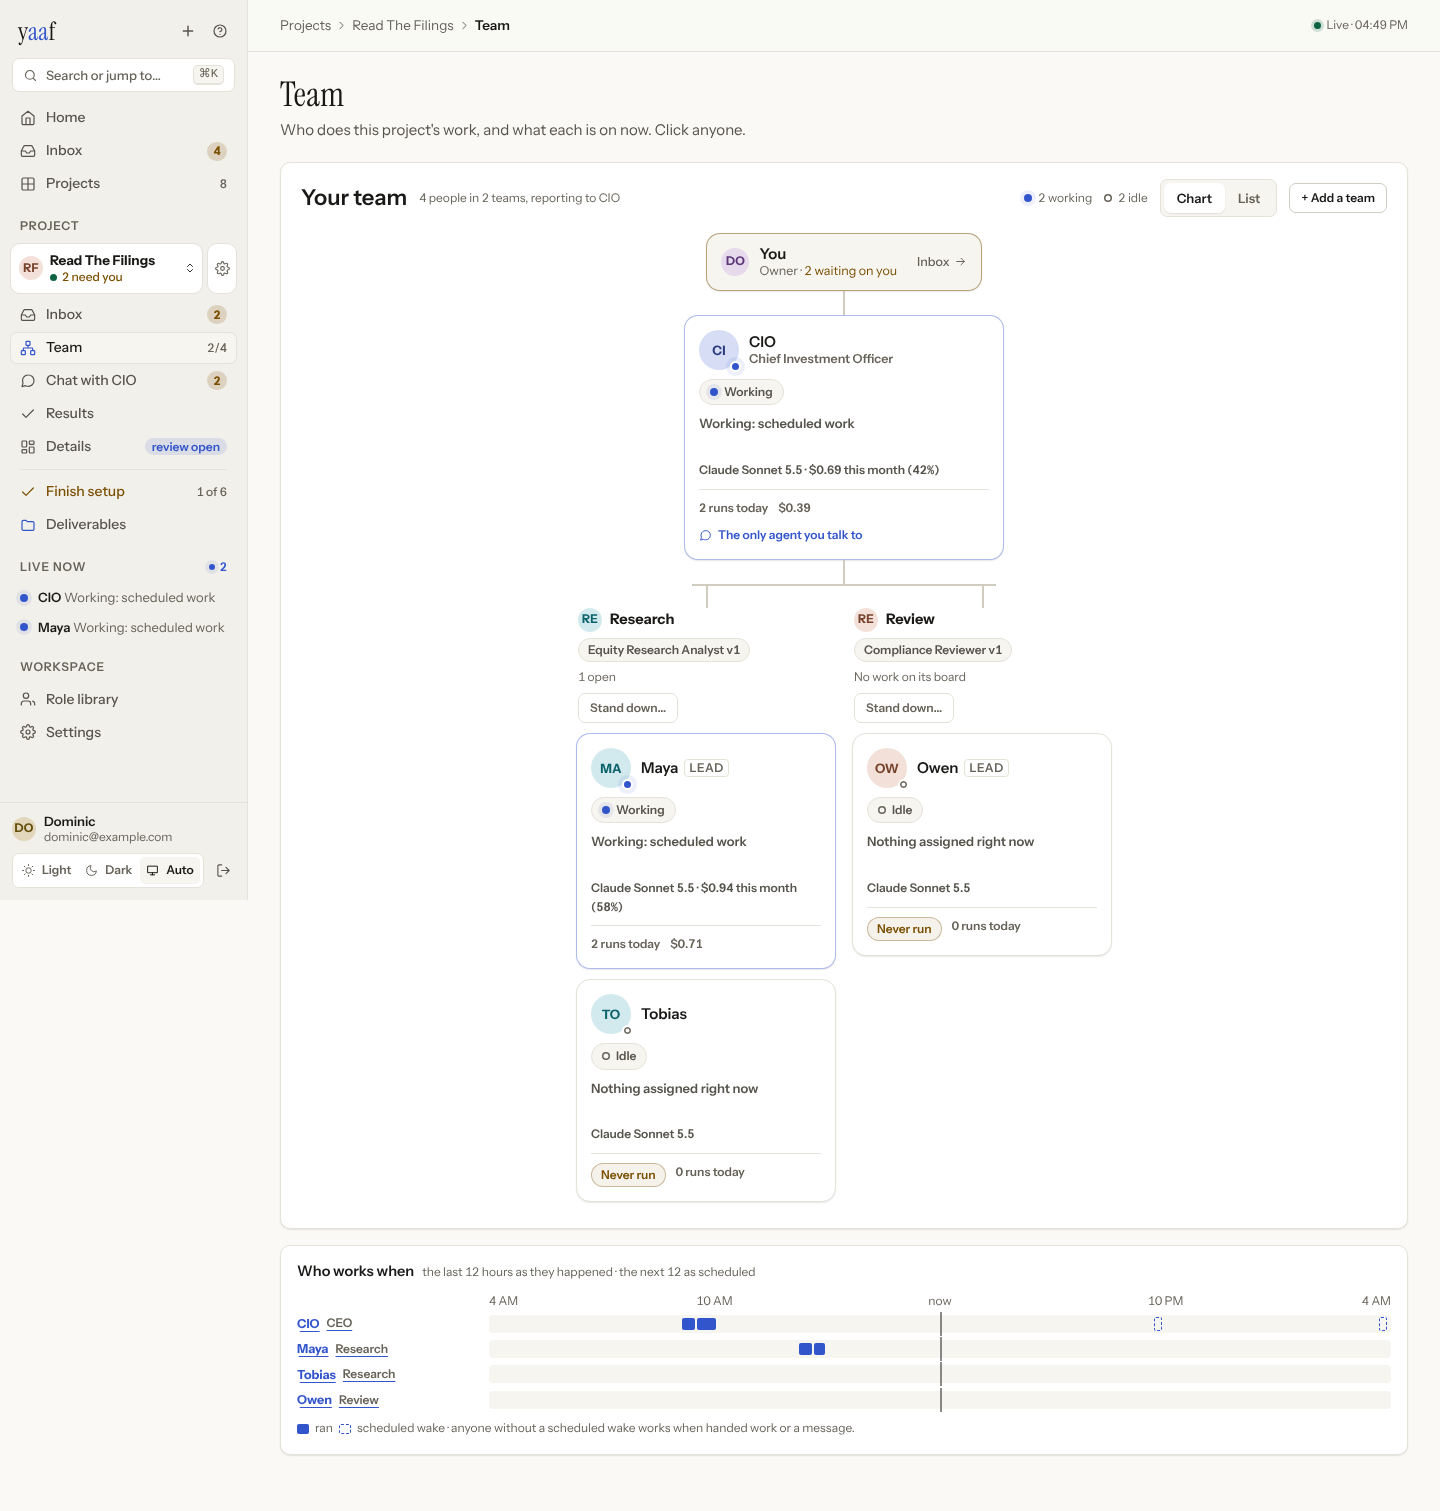 yaaf
Search or jump to... ⌘K
Home
Inbox 4
Projects 8
PROJECT
RF Read The Filings
2 need you
Inbox 2
Team 2/4
Chat with CIO 2
Results
Details review open
Finish setup 1 of 6
Deliverables
LIVE NOW 2
CIO Working: scheduled work
Maya Working: scheduled work
WORKSPACE
Role library
Settings
DO Dominic
dominic@example.com
Light Dark Auto
Projects > Read The Filings > Team
Live · 04:49 PM
Team
Who does this project's work, and what each is on now. Click anyone.
Your team 4 people in 2 teams, reporting to CIO
2 working 2 idle Chart List + Add a team
DO You
Owner · 2 waiting on you
Inbox →
CI CIO
Chief Investment Officer
Working
Working: scheduled work
Claude Sonnet 5.5 · $0.69 this month (42%)
2 runs today $0.39
The only agent you talk to
RE Research
Equity Research Analyst v1
1 open
Stand down...
MA Maya LEAD
Working
Working: scheduled work
Claude Sonnet 5.5 · $0.94 this month
(58%)
2 runs today $0.71
TO Tobias
Idle
Nothing assigned right now
Claude Sonnet 5.5
Never run 0 runs today
RE Review
Compliance Reviewer v1
No work on its board
Stand down...
OW Owen LEAD
Idle
Nothing assigned right now
Claude Sonnet 5.5
Never run 0 runs today
Who works when the last 12 hours as they happened · the next 12 as scheduled
4 AM 10 AM now 10 PM 4 AM
CIO CEO
Maya Research
Tobias Research
Owen Review
ran scheduled wake · anyone without a scheduled wake works when handed work or a message.